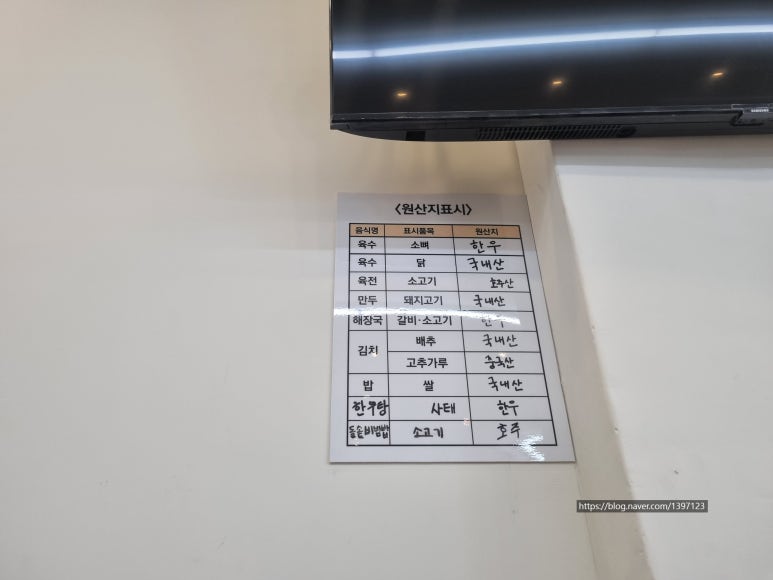 SAMSUNG
<원산지표시>
음식명 표시품목 원산지
육수 소뼈 한우
육수 닭 국내산
육전 소고기 호주산
만두 돼지고기 국내산
해장국 갈비·소고기 한우
김치 배추 국내산
고추가루 중국산
밥 쌀 국내산
한우탕 사태 한우
돌솥비빔밥 소고기 호주
https://blog.naver.com/1397123